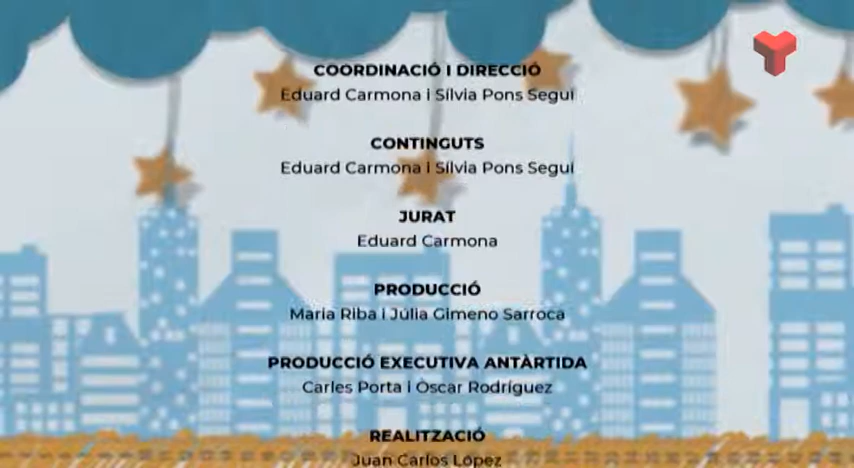 COORDINACIÓ I DIRECCIÓ
Eduard Carmona i Sílvia Pons Seguí
CONTINGUTS
Eduard Carmona i Sílvia Pons Seguí
JURAT
Eduard Carmona
PRODUCCIÓ
Maria Riba i Júlia Gimeno Sarroca
PRODUCCIÓ EXECUTIVA ANTÀRTIDA
Carles Porta i Òscar Rodríguez
REALITZACIÓ
Juan Carlos López